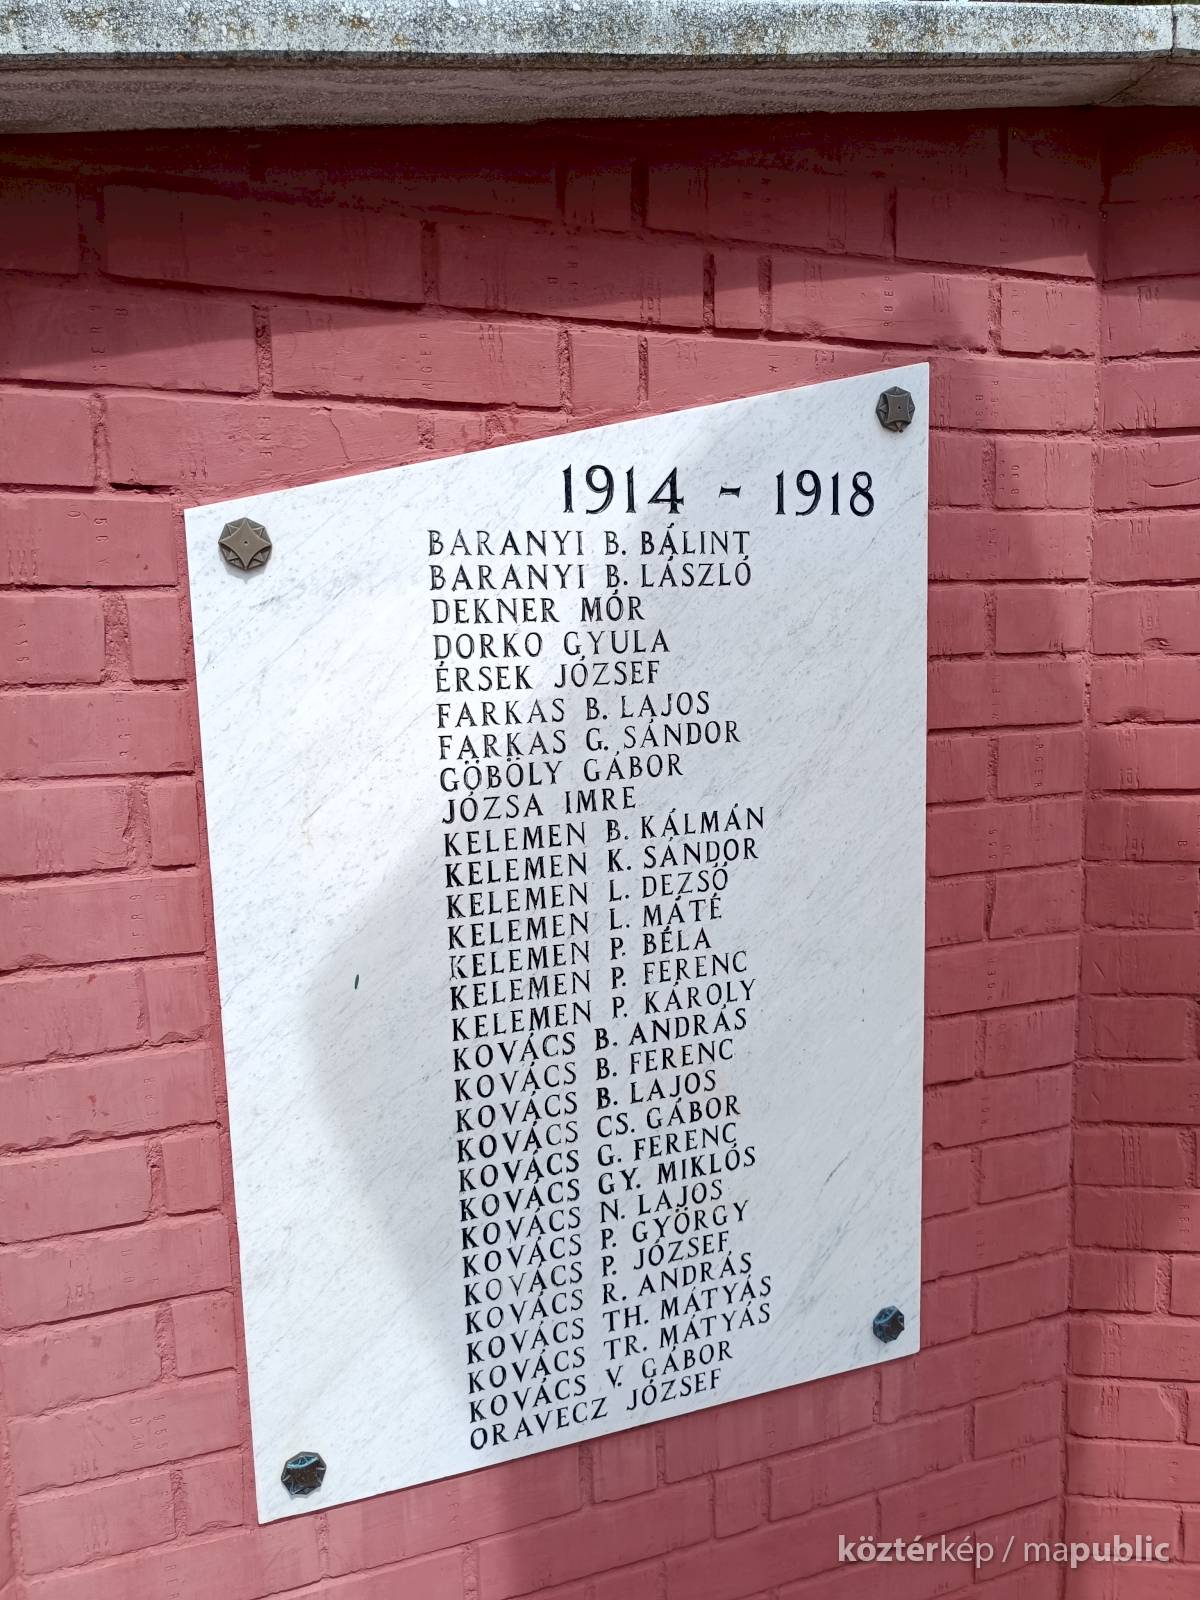 1914 - 1918
BARANYI B. BÁLINT
BARANYI B. LÁSZLÓ
DEKNER MÓR
DORKO GYULA
ÉRSEK JÓZSEF
FARKAS B. LAJOS
FARKAS G. SÁNDOR
GÖBÖLY GÁBOR
JÓZSA IMRE
KELEMEN B. KÁLMÁN
KELEMEN K. SÁNDOR
KELEMEN L. DEZSŐ
KELEMEN L. MÁTÉ
KELEMEN P. BÉLA
KELEMEN P. FERENC
KELEMEN P. KÁROLY
KOVÁCS B. ANDRÁS
KOVÁCS B. FERENC
KOVÁCS B. LAJOS
KOVÁCS CS. GÁBOR
KOVÁCS G. FERENC
KOVÁCS GY. MIKLÓS
KOVÁCS N. LAJOS
KOVÁCS P. GYÖRGY
KOVÁCS P. JÓZSEF
KOVÁCS R. ANDRÁS
KOVÁCS TH. MÁTYÁS
KOVÁCS TR. MÁTYÁS
KOVÁCS V. GÁBOR
ORAVECZ JÓZSEF
köztérkép / mapublic